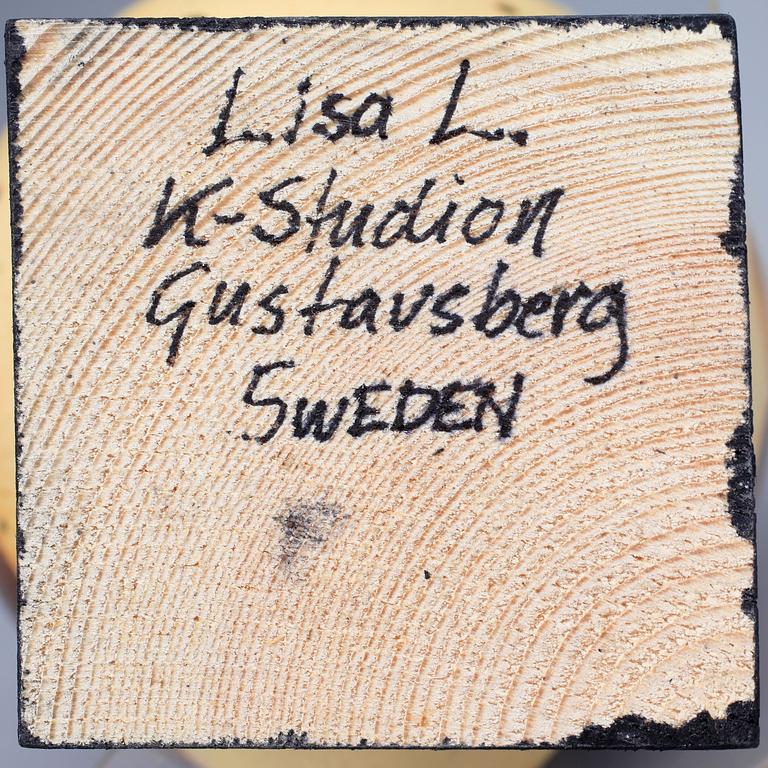 Lisa L.
K-Studion
Gustavsberg
SWEDEN